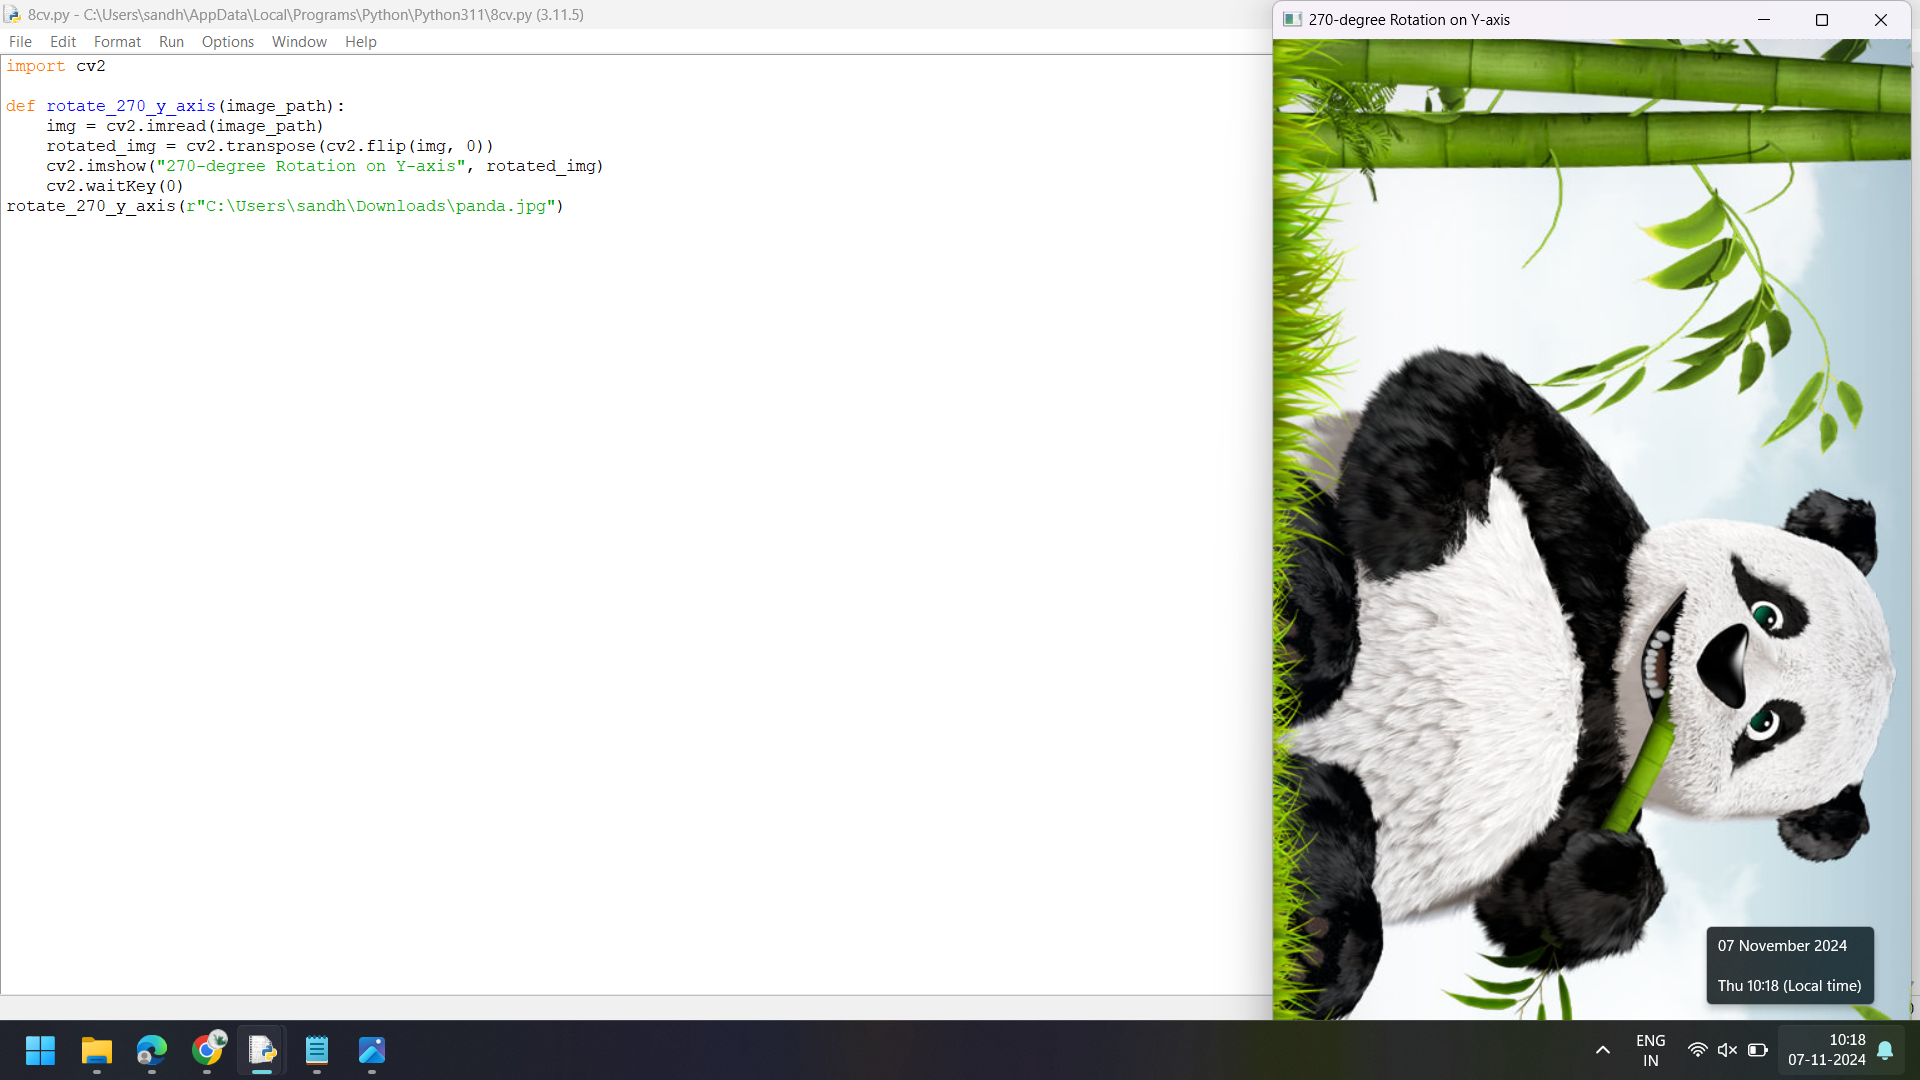 8cv.py - C:\Users\sandh\AppData\Local\Programs\Python\Python311\8cv.py (3.11.5)
File Edit Format Run Options Window Help
import cv2
def rotate_270_y_axis(image_path):
    img = cv2.imread(image_path)
    rotated_img = cv2.transpose(cv2.flip(img, 0))
    cv2.imshow("270-degree Rotation on Y-axis", rotated_img)
    cv2.waitKey(0)
rotate_270_y_axis(r"C:\Users\sandh\Downloads\panda.jpg")
270-degree Rotation on Y-axis
07 November 2024
Thu 10:18 (Local time)
ENG
IN
10:18
07-11-2024